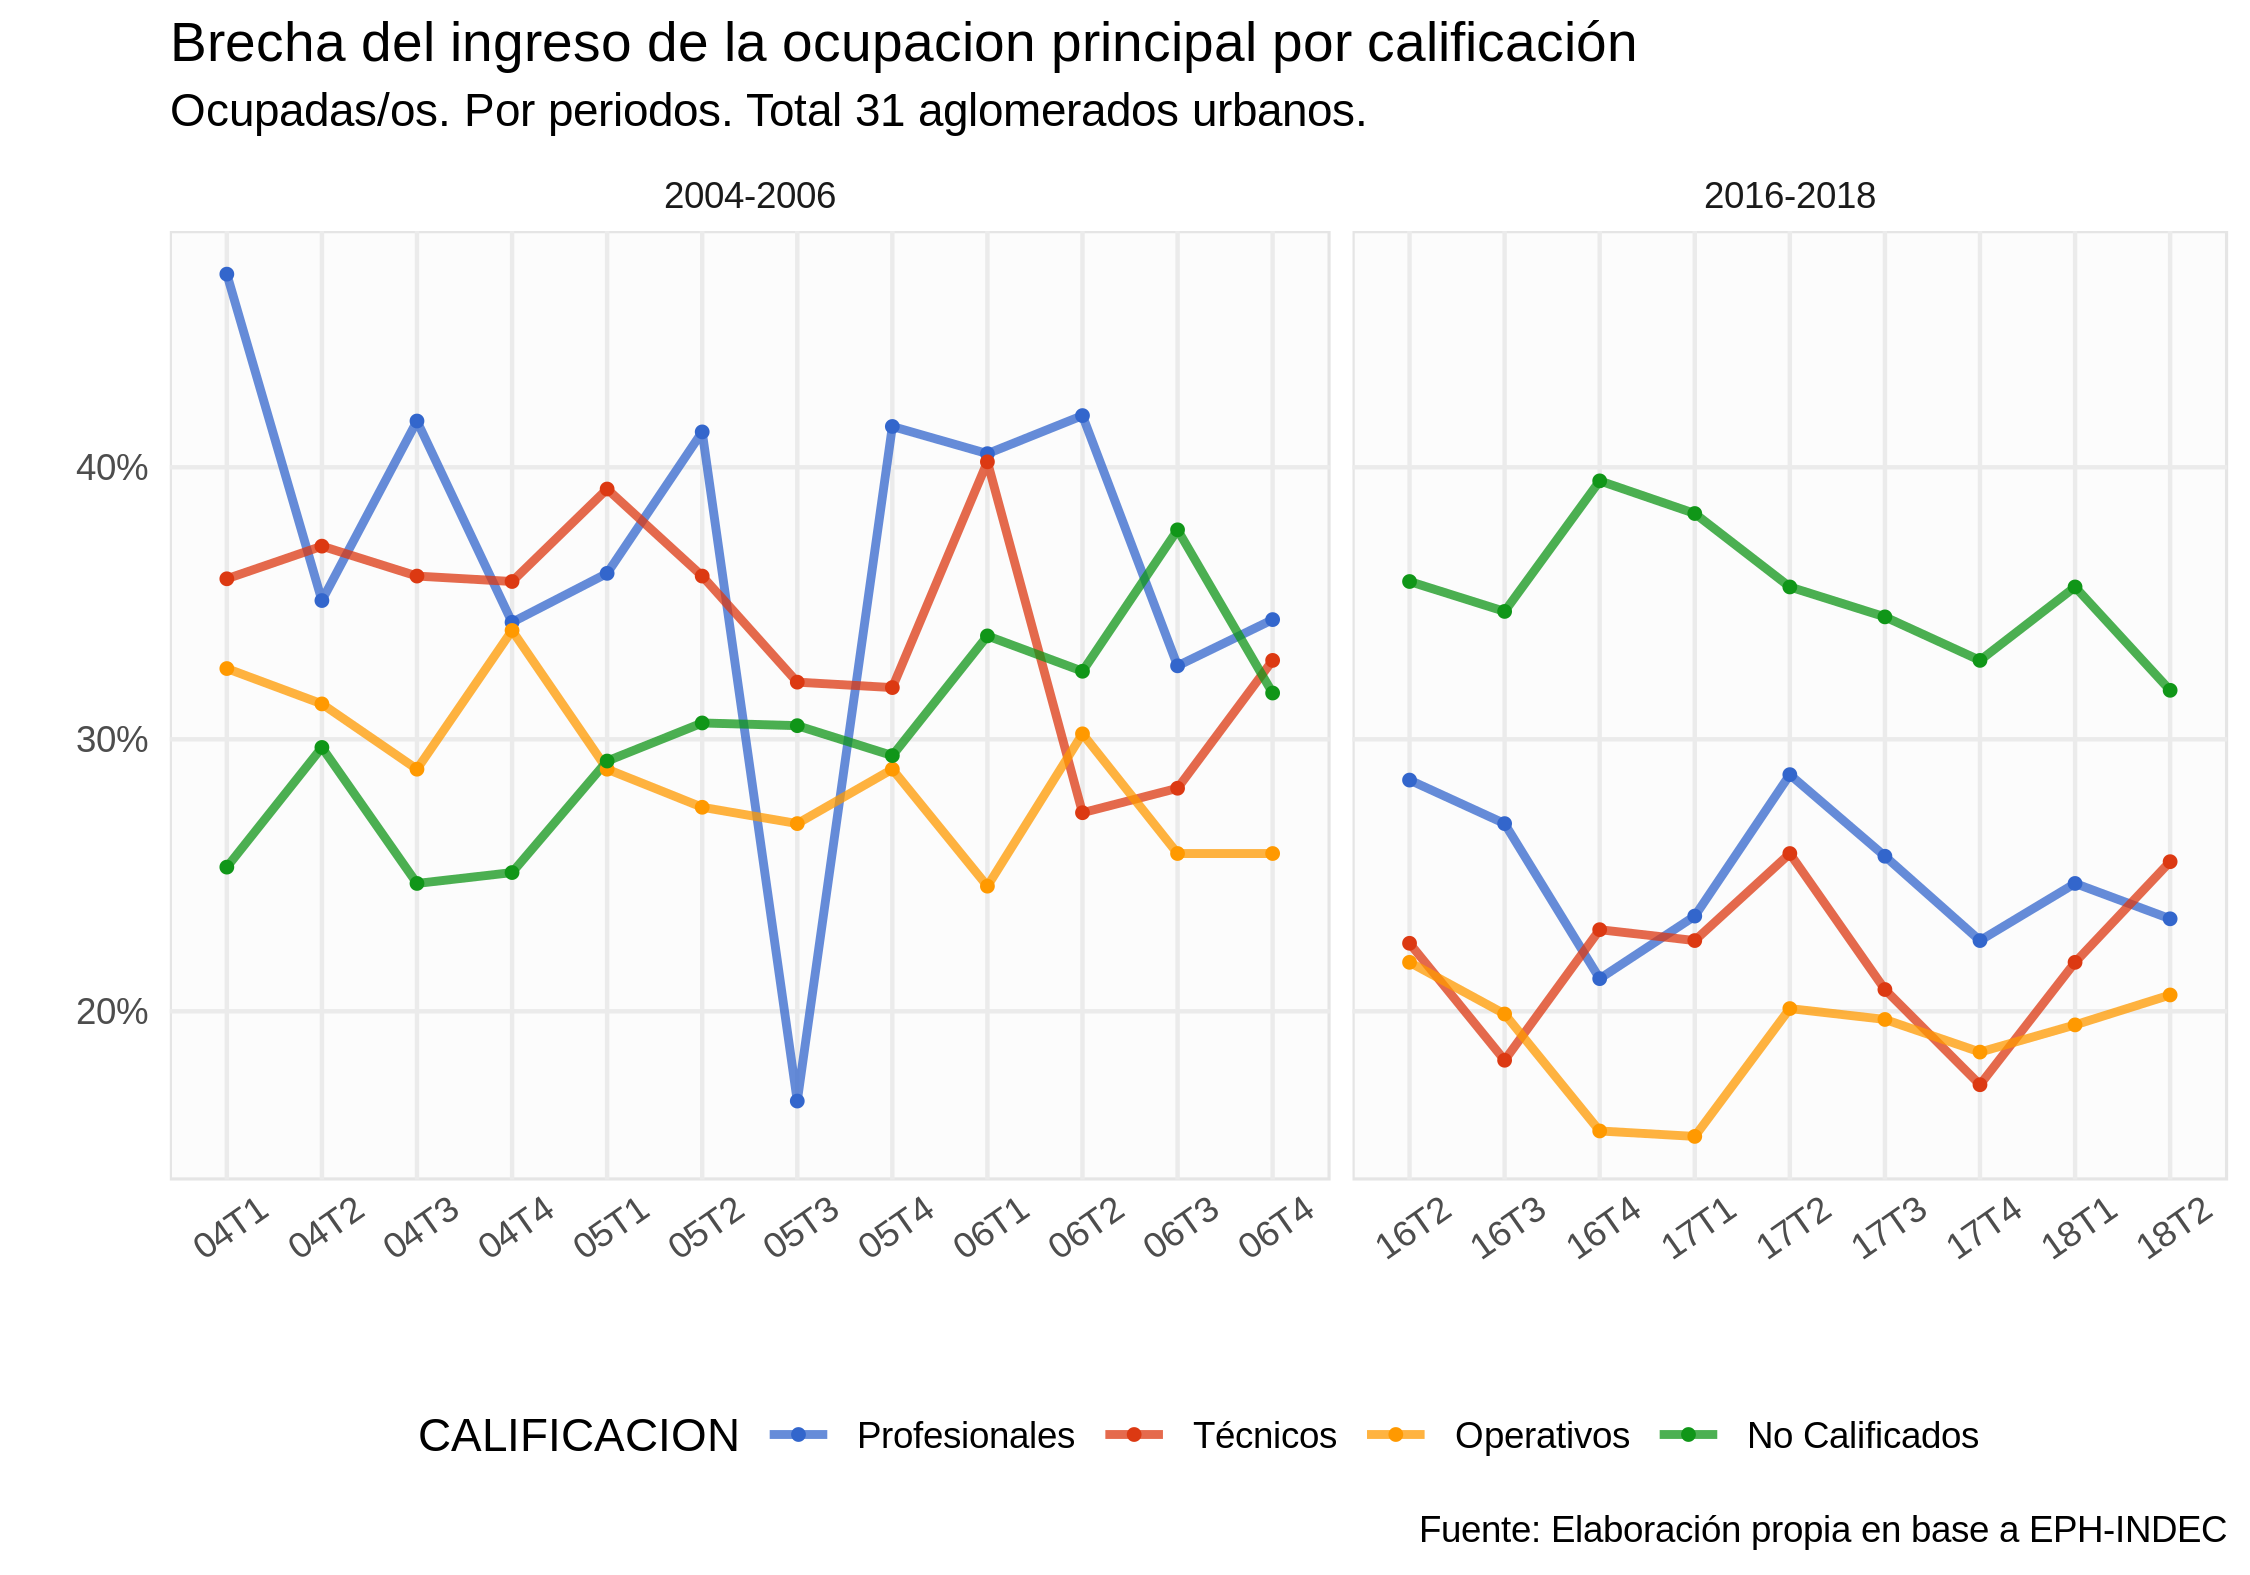 Brecha del ingreso de la ocupacion principal por calificación
Ocupadas/os. Por periodos. Total 31 aglomerados urbanos.
2004-2006
2016-2018
40%
30%
20%
04T1 04T2 04T3 04T4 05T1 05T2 05T3 05T4 06T1 06T2 06T3 06T4
16T2 16T3 16T4 17T1 17T2 17T3 17T4 18T1 18T2
CALIFICACION Profesionales Técnicos Operativos No Calificados
Fuente: Elaboración propia en base a EPH-INDEC